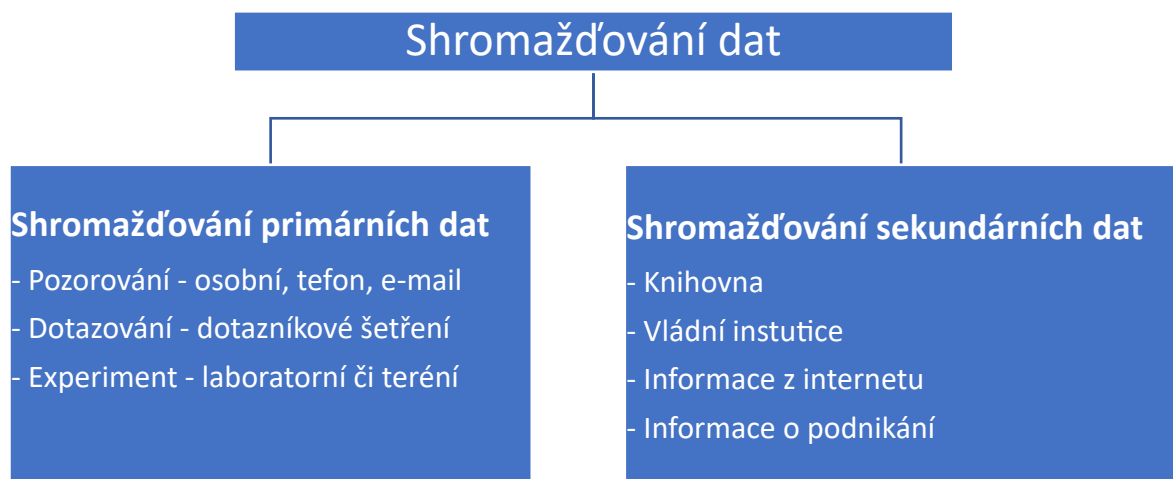 Shromažďování dat
Shromažďování primárních dat
- Pozorování - osobní, tefon, e-mail
- Dotazování - dotazníkové šetření
- Experiment - laboratorní či teréní
Shromažďování sekundárních dat
- Knihovna
- Vládní instutice
- Informace z internetu
- Informace o podnikání